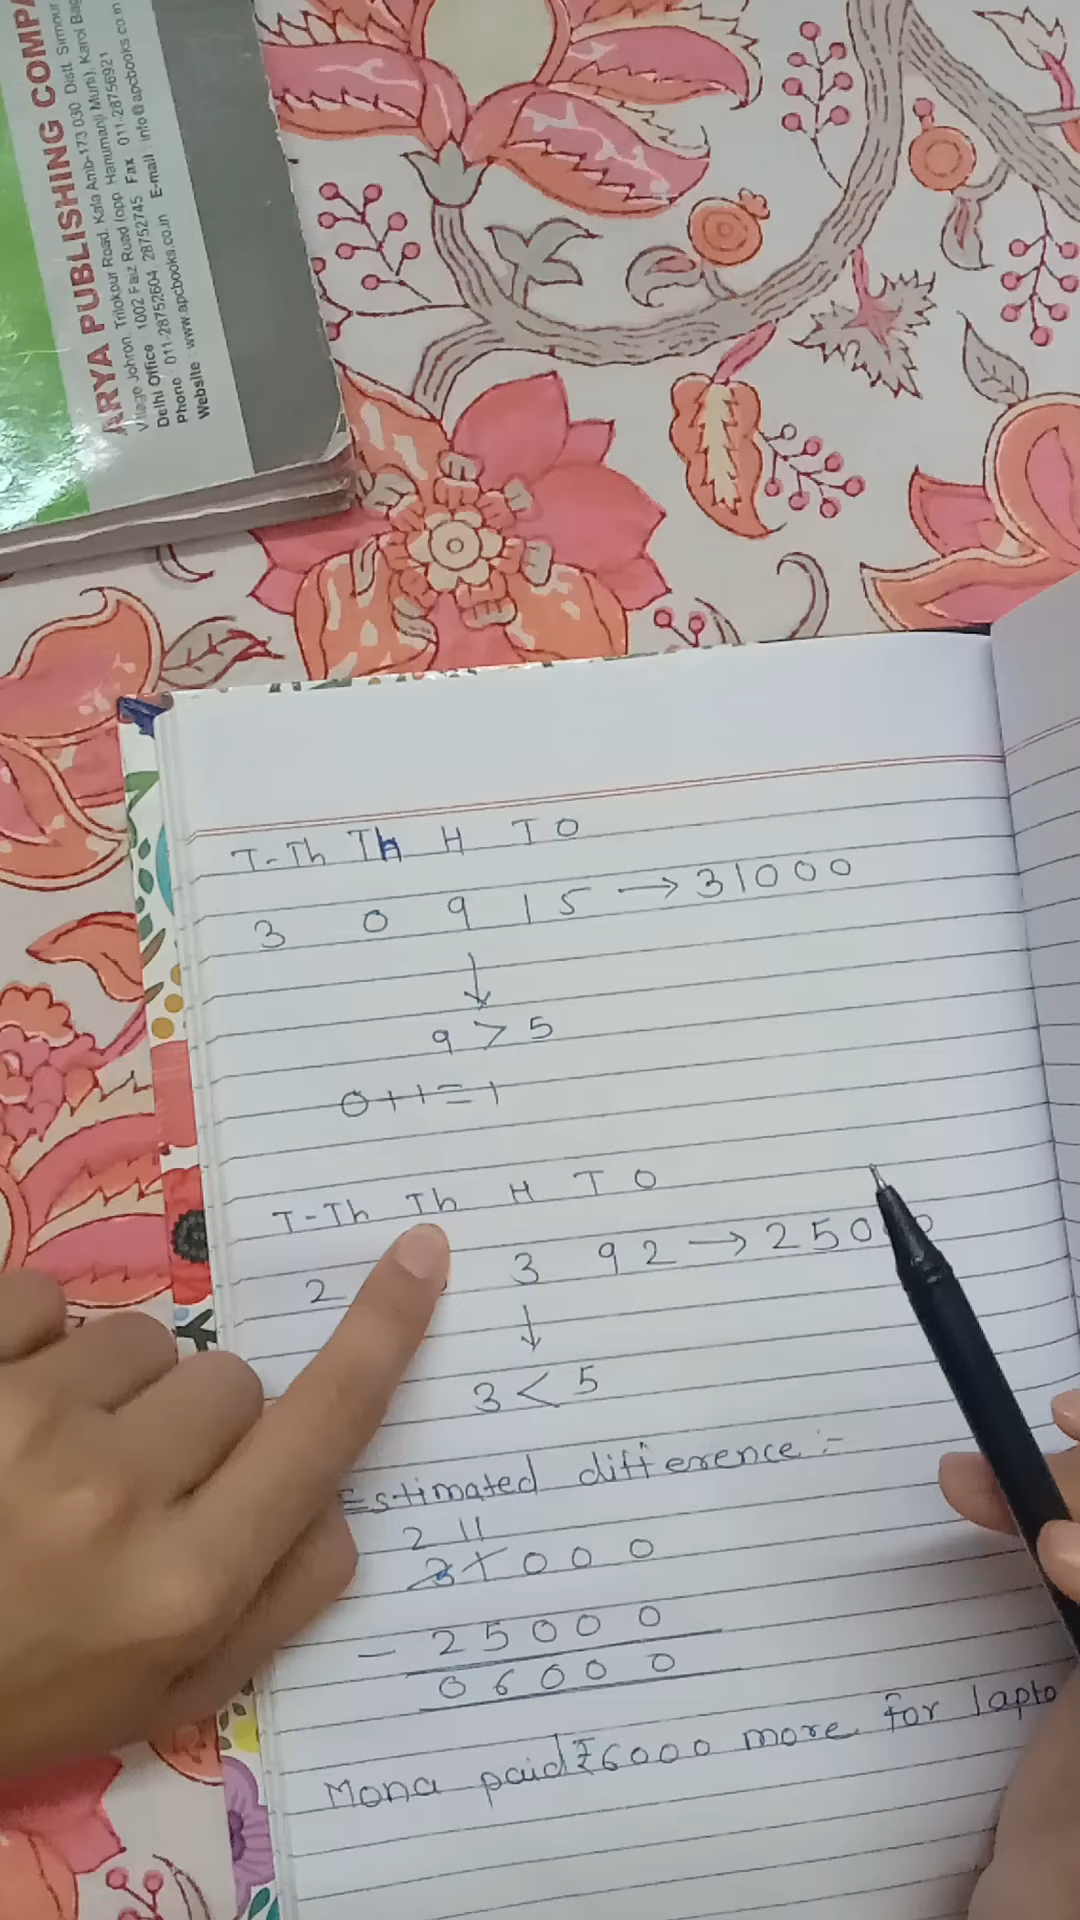 ARYA PUBLISHING COMPA
Village Johron, Trilokpur Road, Kala Amb-173 030 Distt. Sirmour
Delhi Office 1002 Faiz Road (opp. Hanumanji Murti), Karol Bag
Phone 011-28752604, 28752745 Fax 011-28756921
Website www.apcbooks.co.in E-mail info@apcbooks.co.in
T-Th Th H T O
3 0 9 1 5 → 31000
↓
9 > 5
0+1=1
T-Th Th H T O
2 3 9 2 → 250
↓
3 < 5
Estimated difference :-
2 11
31000
- 25000
06000
Mona paid ₹6000 more for lapto